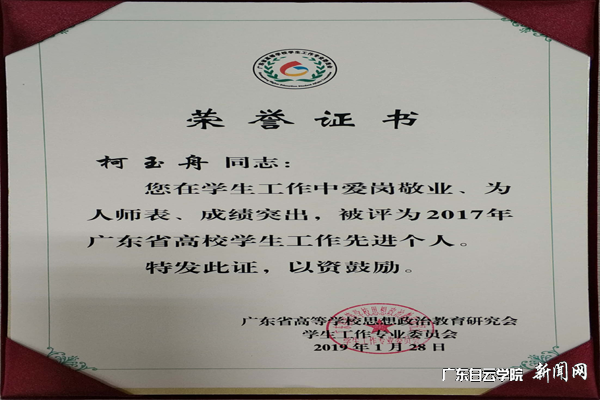 荣誉证书
柯玉舟 同志：
您在学生工作中爱岗敬业、为
人师表、成绩突出，被评为2017年
广东省高校学生工作先进个人。
特发此证，以资鼓励。
广东省高等学校思想政治教育研究会
学生工作专业委员会
2019年1月28日
广东白云学院 新闻网